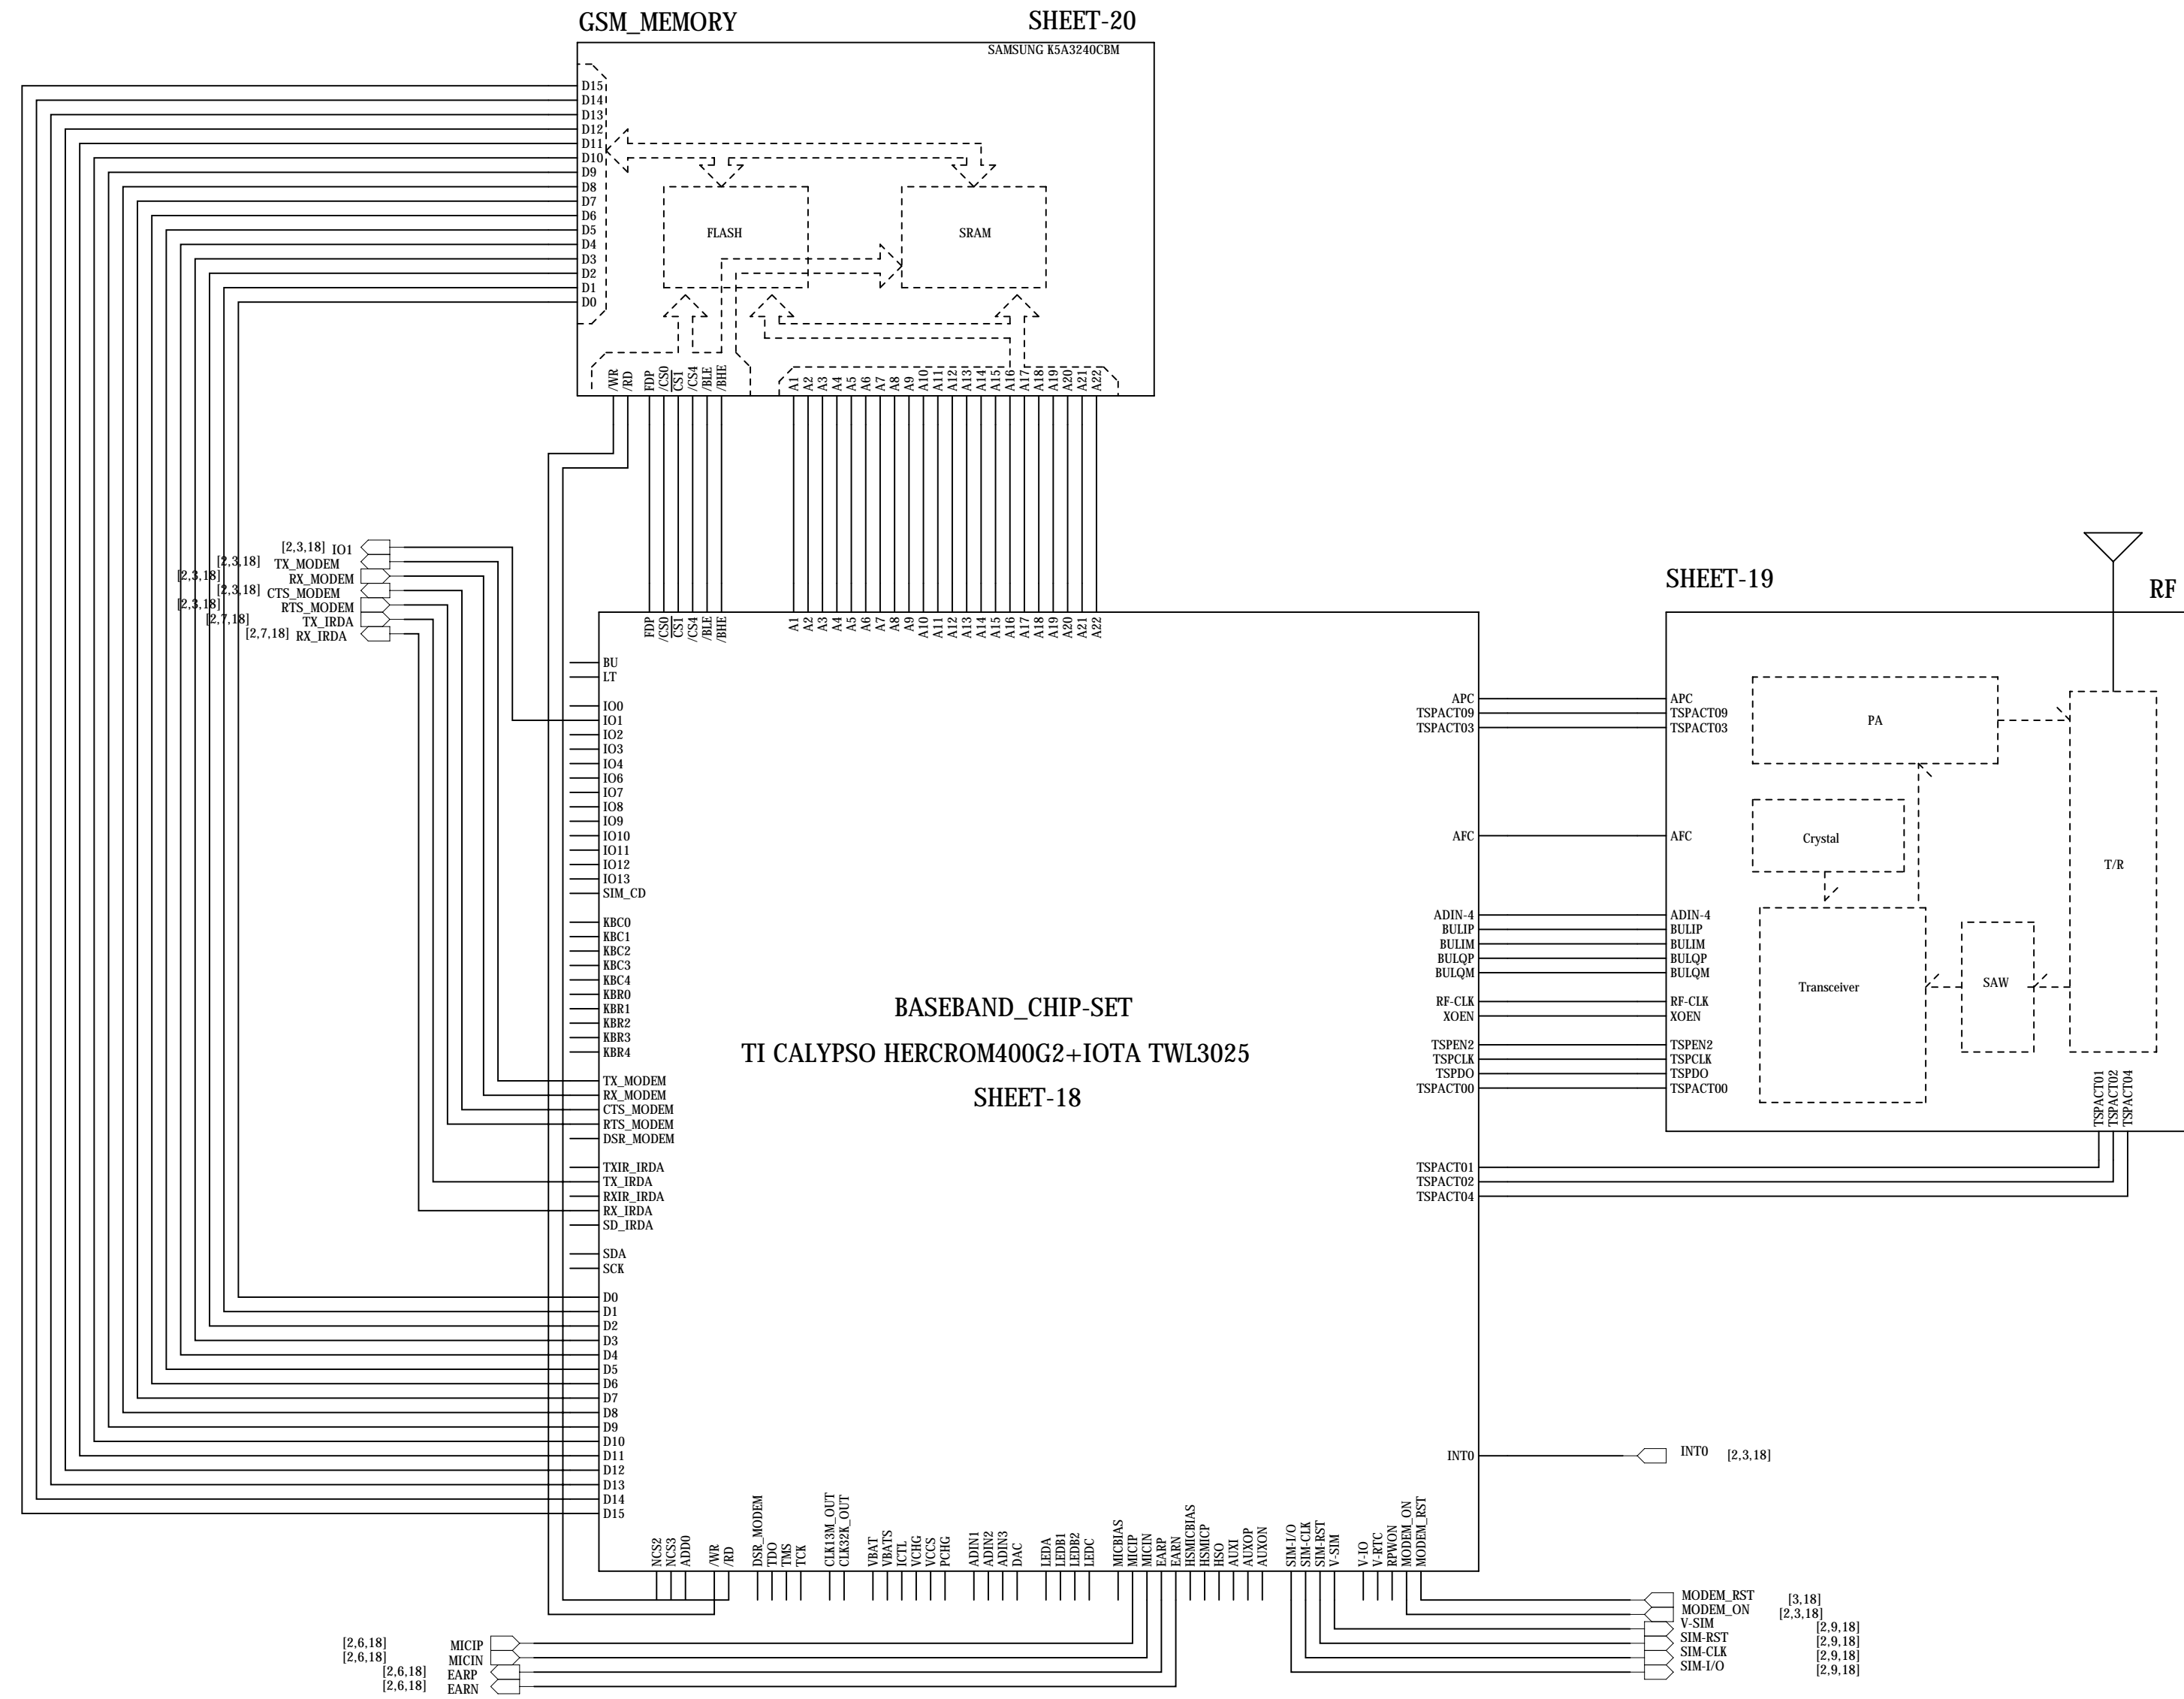 GSM_MEMORY
SHEET-20
SAMSUNG K5A3240CBM
D15
D14
D13
D12
D11
D10
D9
D8
D7
D6
D5
D4
D3
D2
D1
D0
FLASH
SRAM
/WR
/RD
FDP
/CS0
CS1
/CS4
/BLE
/BHE
A1
A2
A3
A4
A5
A6
A7
A8
A9
A10
A11
A12
A13
A14
A15
A16
A17
A18
A19
A20
A21
A22
[2,3,18] IO1
[2,3,18] TX_MODEM
[2,3,18] RX_MODEM
[2,3,18] CTS_MODEM
[2,3,18] RTS_MODEM
[2,7,18] TX_IRDA
[2,7,18] RX_IRDA
FDP
/CS0
CS1
/CS4
/BLE
/BHE
A1
A2
A3
A4
A5
A6
A7
A8
A9
A10
A11
A12
A13
A14
A15
A16
A17
A18
A19
A20
A21
A22
BU
LT
IO0
IO1
IO2
IO3
IO4
IO6
IO7
IO8
IO9
IO10
IO11
IO12
IO13
SIM_CD
KBC0
KBC1
KBC2
KBC3
KBC4
KBR0
KBR1
KBR2
KBR3
KBR4
TX_MODEM
RX_MODEM
CTS_MODEM
RTS_MODEM
DSR_MODEM
TXIR_IRDA
TX_IRDA
RXIR_IRDA
RX_IRDA
SD_IRDA
SDA
SCK
D0
D1
D2
D3
D4
D5
D6
D7
D8
D9
D10
D11
D12
D13
D14
D15
BASEBAND_CHIP-SET
TI CALYPSO HERCROM400G2+IOTA TWL3025
SHEET-18
APC
TSPACT09
TSPACT03
AFC
ADIN-4
BULIP
BULIM
BULQP
BULQM
RF-CLK
XOEN
TSPEN2
TSPCLK
TSPDO
TSPACT00
TSPACT01
TSPACT02
TSPACT04
INT0
SHEET-19
RF
APC
TSPACT09
TSPACT03
AFC
ADIN-4
BULIP
BULIM
BULQP
BULQM
RF-CLK
XOEN
TSPEN2
TSPCLK
TSPDO
TSPACT00
PA
Crystal
Transceiver
SAW
T/R
TSPACT01
TSPACT02
TSPACT04
INT0 [2,3,18]
NCS2
NCS3
ADD0
/WR
/RD
DSR_MODEM
TDO
TMS
TCK
CLK13M_OUT
CLK32K_OUT
VBAT
VBATS
ICTL
VCHG
VCCS
PCHG
ADIN1
ADIN2
ADIN3
DAC
LEDA
LEDB1
LEDB2
LEDC
MICBIAS
MICIP
MICIN
EARP
EARN
HSMICBIAS
HSMICP
HSO
AUXI
AUXOP
AUXON
SIM-I/O
SIM-CLK
SIM-RST
V-SIM
V-IO
V-RTC
RPWON
MODEM_ON
MODEM_RST
MODEM_RST [3,18]
MODEM_ON [2,3,18]
V-SIM [2,9,18]
SIM-RST [2,9,18]
SIM-CLK [2,9,18]
SIM-I/O [2,9,18]
[2,6,18] MICIP
[2,6,18] MICIN
[2,6,18] EARP
[2,6,18] EARN